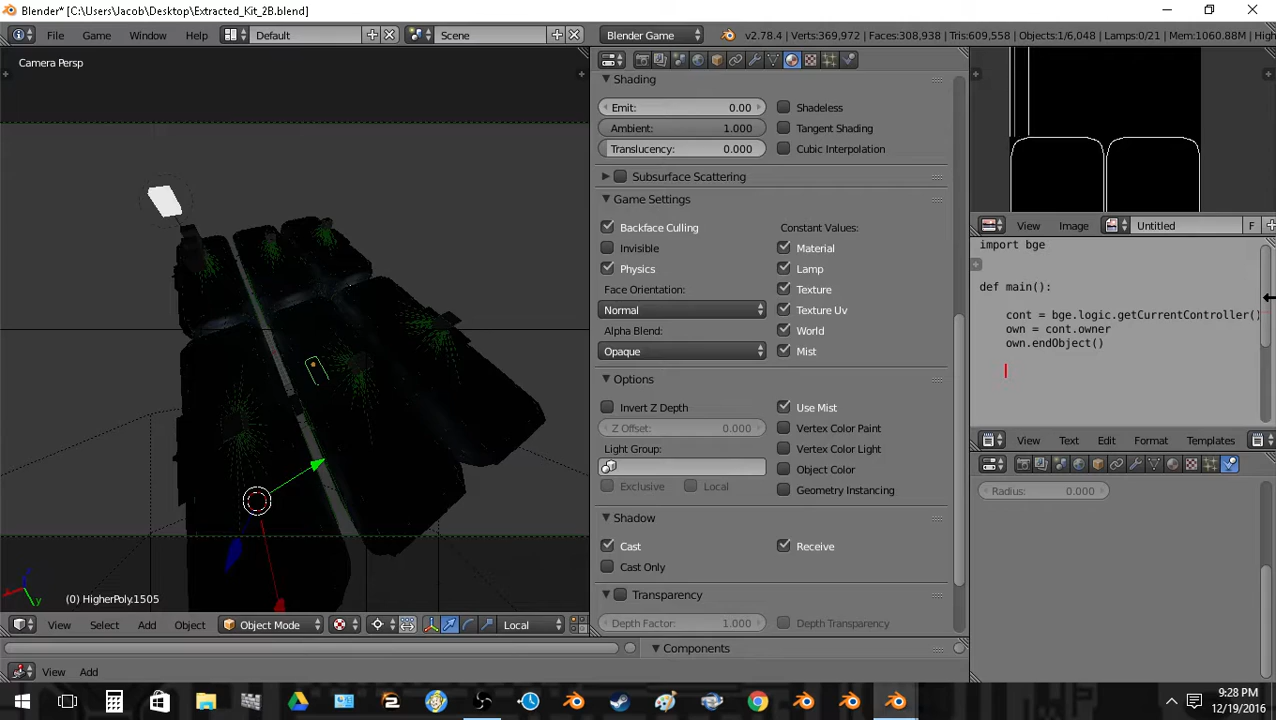 Blender* [C:\Users\Jacob\Desktop\Extracted_Kit_2B.blend]
File Game Window Help Default Scene Blender Game v2.78.4 | Verts:369,972 | Faces:308,938 | Tris:609,558 | Objects:1/6,048 | Lamps:0/21 | Mem:1060.88M | High
Camera Persp
Shading
Emit: 0.00 Shadeless
Ambient: 1.000 Tangent Shading
Translucency: 0.000 Cubic Interpolation
Subsurface Scattering
Game Settings
Backface Culling Constant Values:
Invisible Material
Physics Lamp
Face Orientation: Texture
Normal Texture Uv
Alpha Blend: World
Opaque Mist
Options
Invert Z Depth Use Mist
Z Offset: 0.000 Vertex Color Paint
Light Group: Vertex Color Light
Object Color
Exclusive Local Geometry Instancing
Shadow
Cast Receive
Cast Only
Transparency
Depth Factor: 1.000 Depth Transparency
Components
View Image Untitled F
import bge
def main():
cont = bge.logic.getCurrentController()
own = cont.owner
own.endObject()
View Text Edit Format Templates
Radius: 0.000
(0) HigherPoly.1505
View Select Add Object Object Mode Local
View Add
9:28 PM
12/19/2016